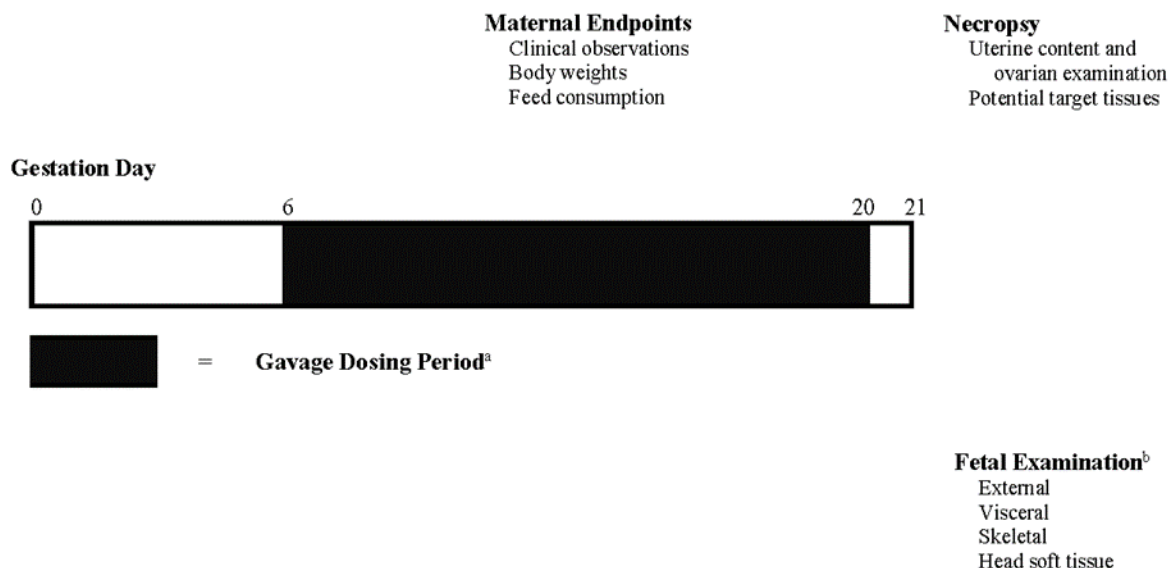 Maternal Endpoints
Clinical observations
Body weights
Feed consumption
Necropsy
Uterine content and
ovarian examination
Potential target tissues
Gestation Day
0 6 20 21
= Gavage Dosing Periodᵃ
Fetal Examinationᵇ
External
Visceral
Skeletal
Head soft tissue